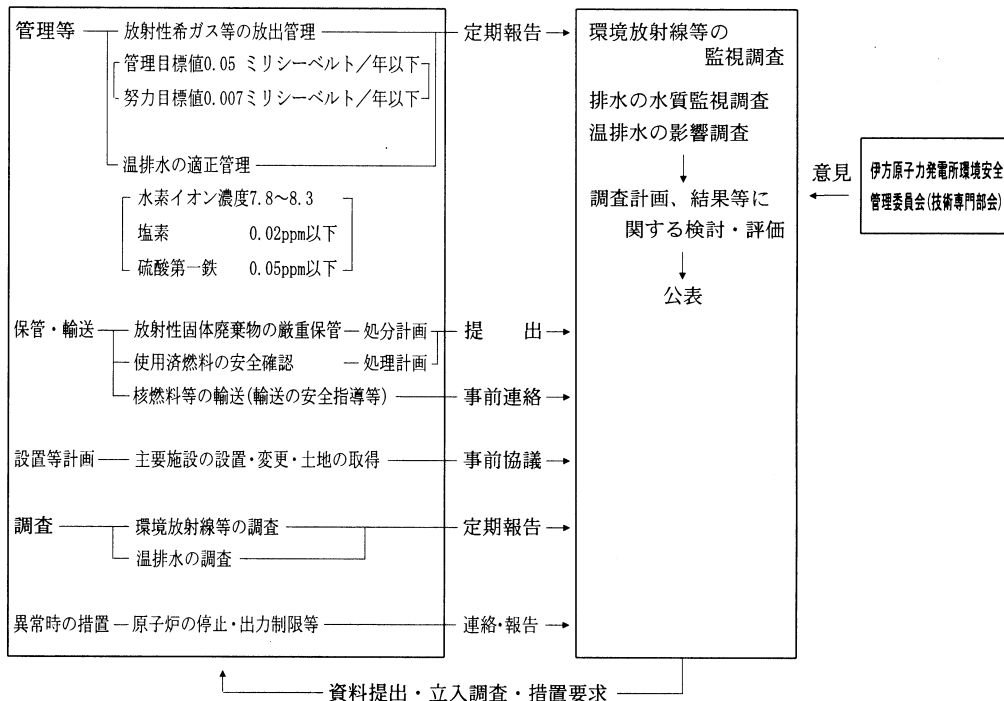 管理等
放射性希ガス等の放出管理
管理目標値0.05 ミリシーベルト／年以下
努力目標値0.007ミリシーベルト／年以下
温排水の適正管理
水素イオン濃度7.8〜8.3
塩素 0.02ppm以下
硫酸第一鉄 0.05ppm以下
定期報告
保管・輸送
放射性固体廃棄物の厳重保管
処分計画
使用済燃料の安全確認
処理計画
提 出
核燃料等の輸送(輸送の安全指導等)
事前連絡
設置等計画
主要施設の設置・変更・土地の取得
事前協議
調査
環境放射線等の調査
温排水の調査
定期報告
異常時の措置
原子炉の停止・出力制限等
連絡・報告
環境放射線等の
監視調査
排水の水質監視調査
温排水の影響調査
調査計画、結果等に
関する検討・評価
公表
意見
伊方原子力発電所環境安全
管理委員会(技術専門部会)
資料提出・立入調査・措置要求